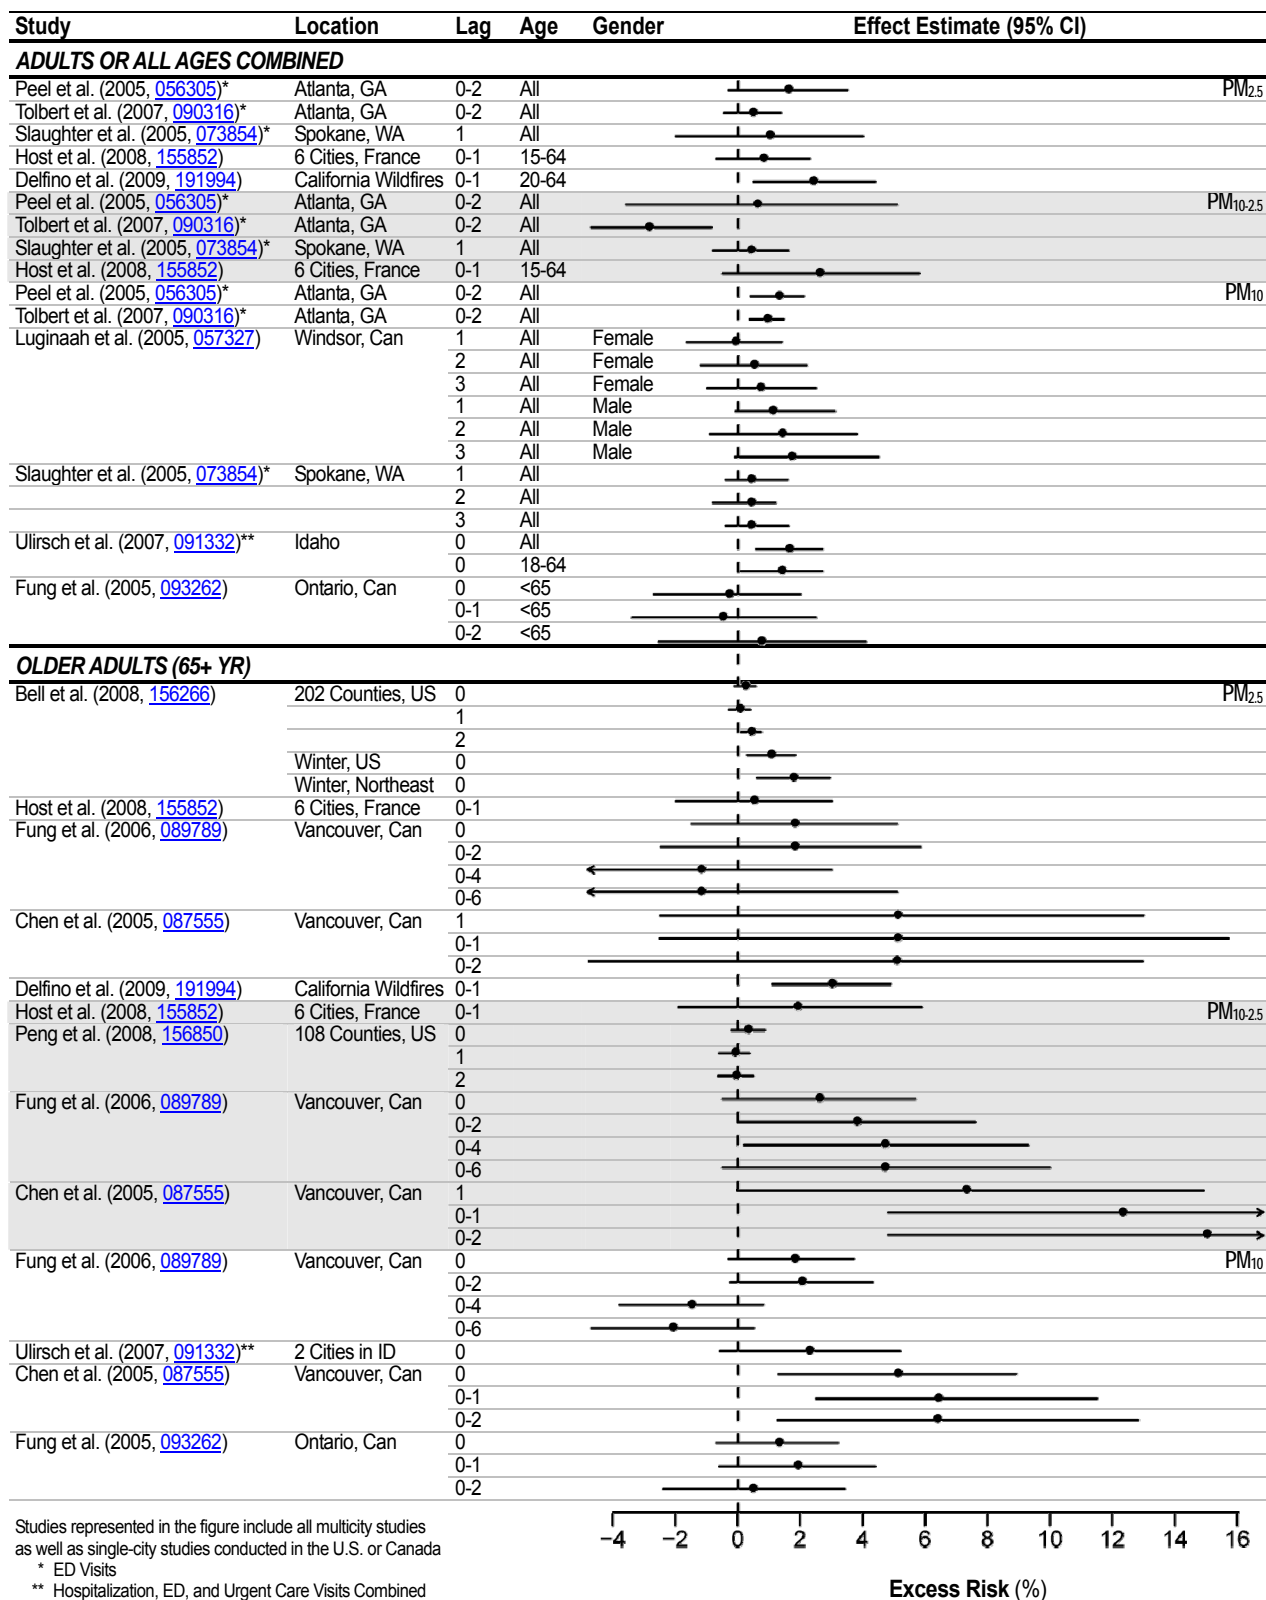 Study Location Lag Age Gender Effect Estimate (95% CI)
ADULTS OR ALL AGES COMBINED
Peel et al. (2005, 056305)* Atlanta, GA 0-2 All PM2.5
Tolbert et al. (2007, 090316)* Atlanta, GA 0-2 All
Slaughter et al. (2005, 073854)* Spokane, WA 1 All
Host et al. (2008, 155852) 6 Cities, France 0-1 15-64
Delfino et al. (2009, 191994) California Wildfires 0-1 20-64
Peel et al. (2005, 056305)* Atlanta, GA 0-2 All PM10-2.5
Tolbert et al. (2007, 090316)* Atlanta, GA 0-2 All
Slaughter et al. (2005, 073854)* Spokane, WA 1 All
Host et al. (2008, 155852) 6 Cities, France 0-1 15-64
Peel et al. (2005, 056305)* Atlanta, GA 0-2 All PM10
Tolbert et al. (2007, 090316)* Atlanta, GA 0-2 All
Luginaah et al. (2005, 057327) Windsor, Can 1 All Female
2 All Female
3 All Female
1 All Male
2 All Male
3 All Male
Slaughter et al. (2005, 073854)* Spokane, WA 1 All
2 All
3 All
Ulirsch et al. (2007, 091332)** Idaho 0 All
0 18-64
Fung et al. (2005, 093262) Ontario, Can 0 <65
0-1 <65
0-2 <65
OLDER ADULTS (65+ YR)
Bell et al. (2008, 156266) 202 Counties, US 0 PM2.5
1
2
Winter, US 0
Winter, Northeast 0
Host et al. (2008, 155852) 6 Cities, France 0-1
Fung et al. (2006, 089789) Vancouver, Can 0
0-2
0-4
0-6
Chen et al. (2005, 087555) Vancouver, Can 1
0-1
0-2
Delfino et al. (2009, 191994) California Wildfires 0-1
Host et al. (2008, 155852) 6 Cities, France 0-1 PM10-2.5
Peng et al. (2008, 156850) 108 Counties, US 0
1
2
Fung et al. (2006, 089789) Vancouver, Can 0
0-2
0-4
0-6
Chen et al. (2005, 087555) Vancouver, Can 1
0-1
0-2
Fung et al. (2006, 089789) Vancouver, Can 0 PM10
0-2
0-4
0-6
Ulirsch et al. (2007, 091332)** 2 Cities in ID 0
Chen et al. (2005, 087555) Vancouver, Can 0
0-1
0-2
Fung et al. (2005, 093262) Ontario, Can 0
0-1
0-2
−4 −2 0 2 4 6 8 10 12 14 16
Excess Risk (%)
Studies represented in the figure include all multicity studies
as well as single-city studies conducted in the U.S. or Canada
* ED Visits
** Hospitalization, ED, and Urgent Care Visits Combined